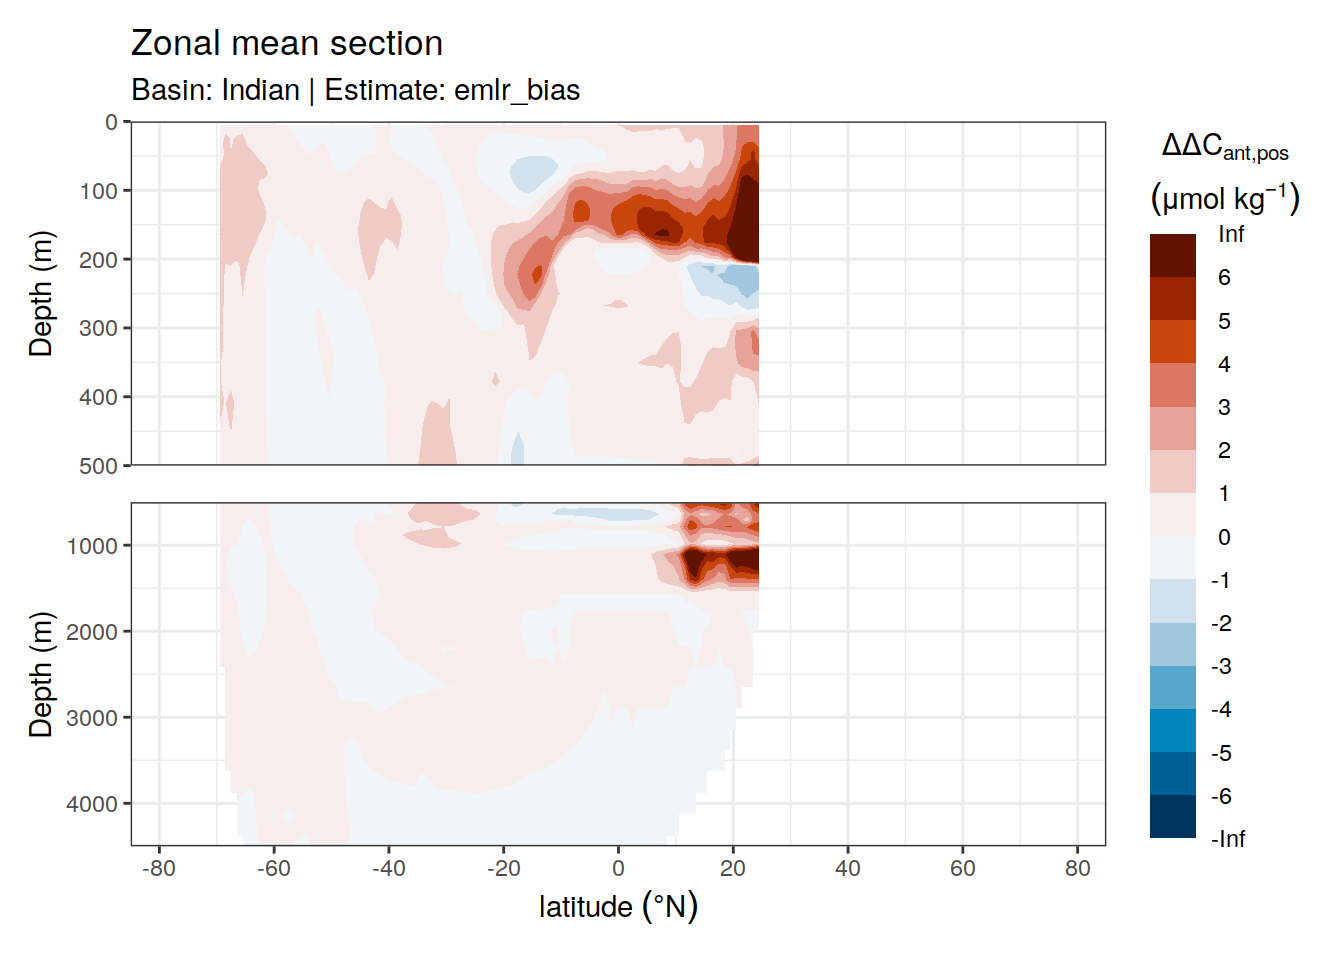 Zonal mean section
Basin: Indian | Estimate: emlr_bias
0
100
200
300
400
500
Depth (m)
1000
2000
3000
4000
Depth (m)
-80 -60 -40 -20 0 20 40 60 80
latitude (°N)
ΔΔCant,pos
(μmol kg⁻¹)
Inf
6
5
4
3
2
1
0
-1
-2
-3
-4
-5
-6
-Inf